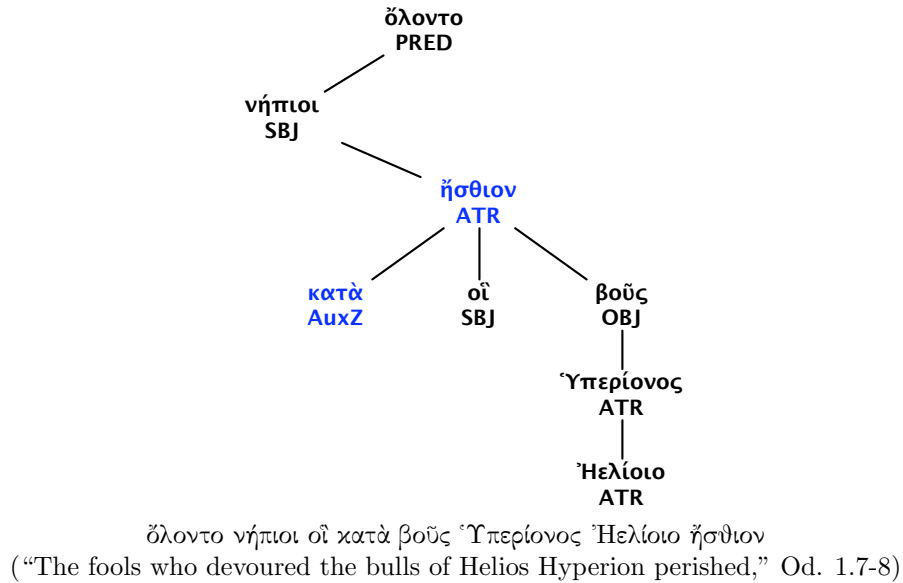 ὄλοντο
PRED
νήπιοι
SBJ
ἤσθιον
ATR
κατὰ οἳ βοῦς
AuxZ SBJ OBJ
Ὑπερίονος
ATR
Ἠελίοιο
ATR
ὄλοντο νήπιοι οἳ κατὰ βοῦς Ὑπερίονος Ἠελίοιο ἤσθιον
(“The fools who devoured the bulls of Helios Hyperion perished,” Od. 1.7-8)